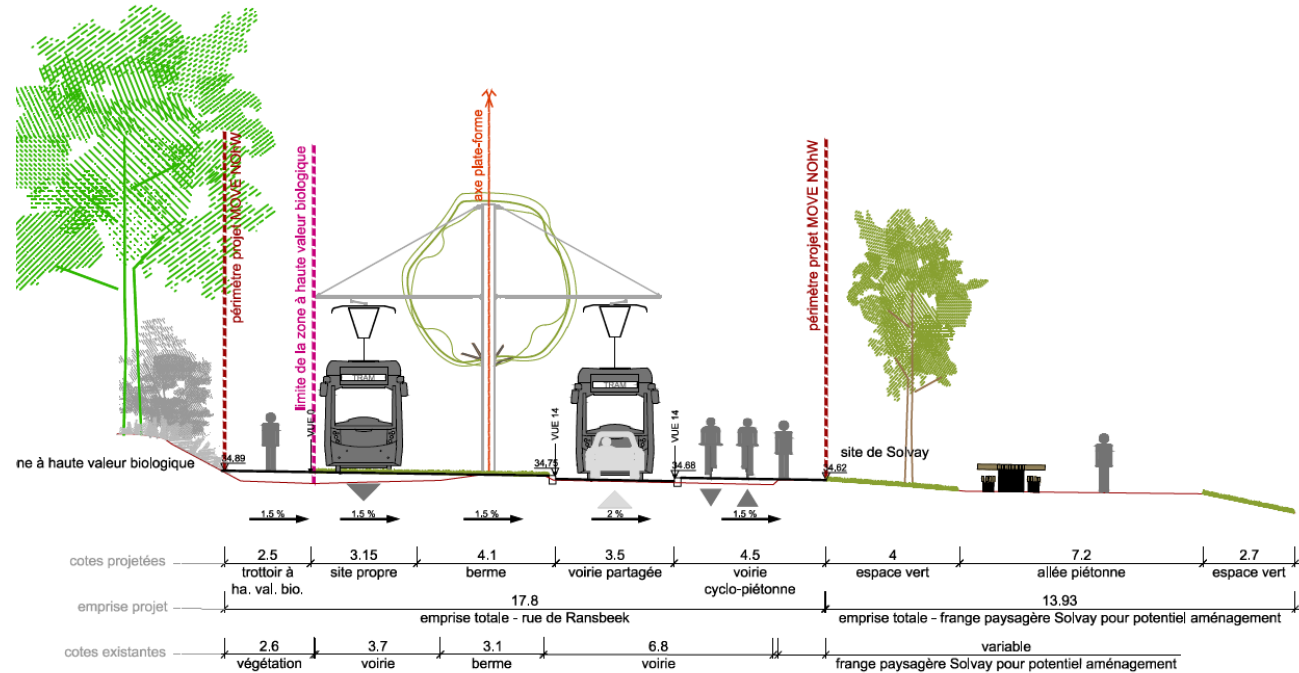 axe plate-forme
périmètre projet MOVE NOhW
limite de la zone à haute valeur biologique
périmètre projet MOVE NOhW
TRAM
TRAM
VUE 0
VUE 14
VUE 14
site de Solvay
ne à haute valeur biologique
34,89
34,75
34.68
4,62
1.5 %
1.5 %
1.5 %
2 %
1.5 %
cotes projetées
2.5
3.15
4.1
3.5
4.5
4
7.2
2.7
trottoir à
ha. val. bio.
site propre
berme
voirie partagée
voirie
cyclo-piétonne
espace vert
allée piétonne
espace vert
emprise projet
17.8
13.93
emprise totale - rue de Ransbeek
emprise totale - frange paysagère Solvay pour potentiel aménagement
cotes existantes
2.6
3.7
3.1
6.8
variable
végétation
voirie
berme
voirie
frange paysagère Solvay pour potentiel aménagement